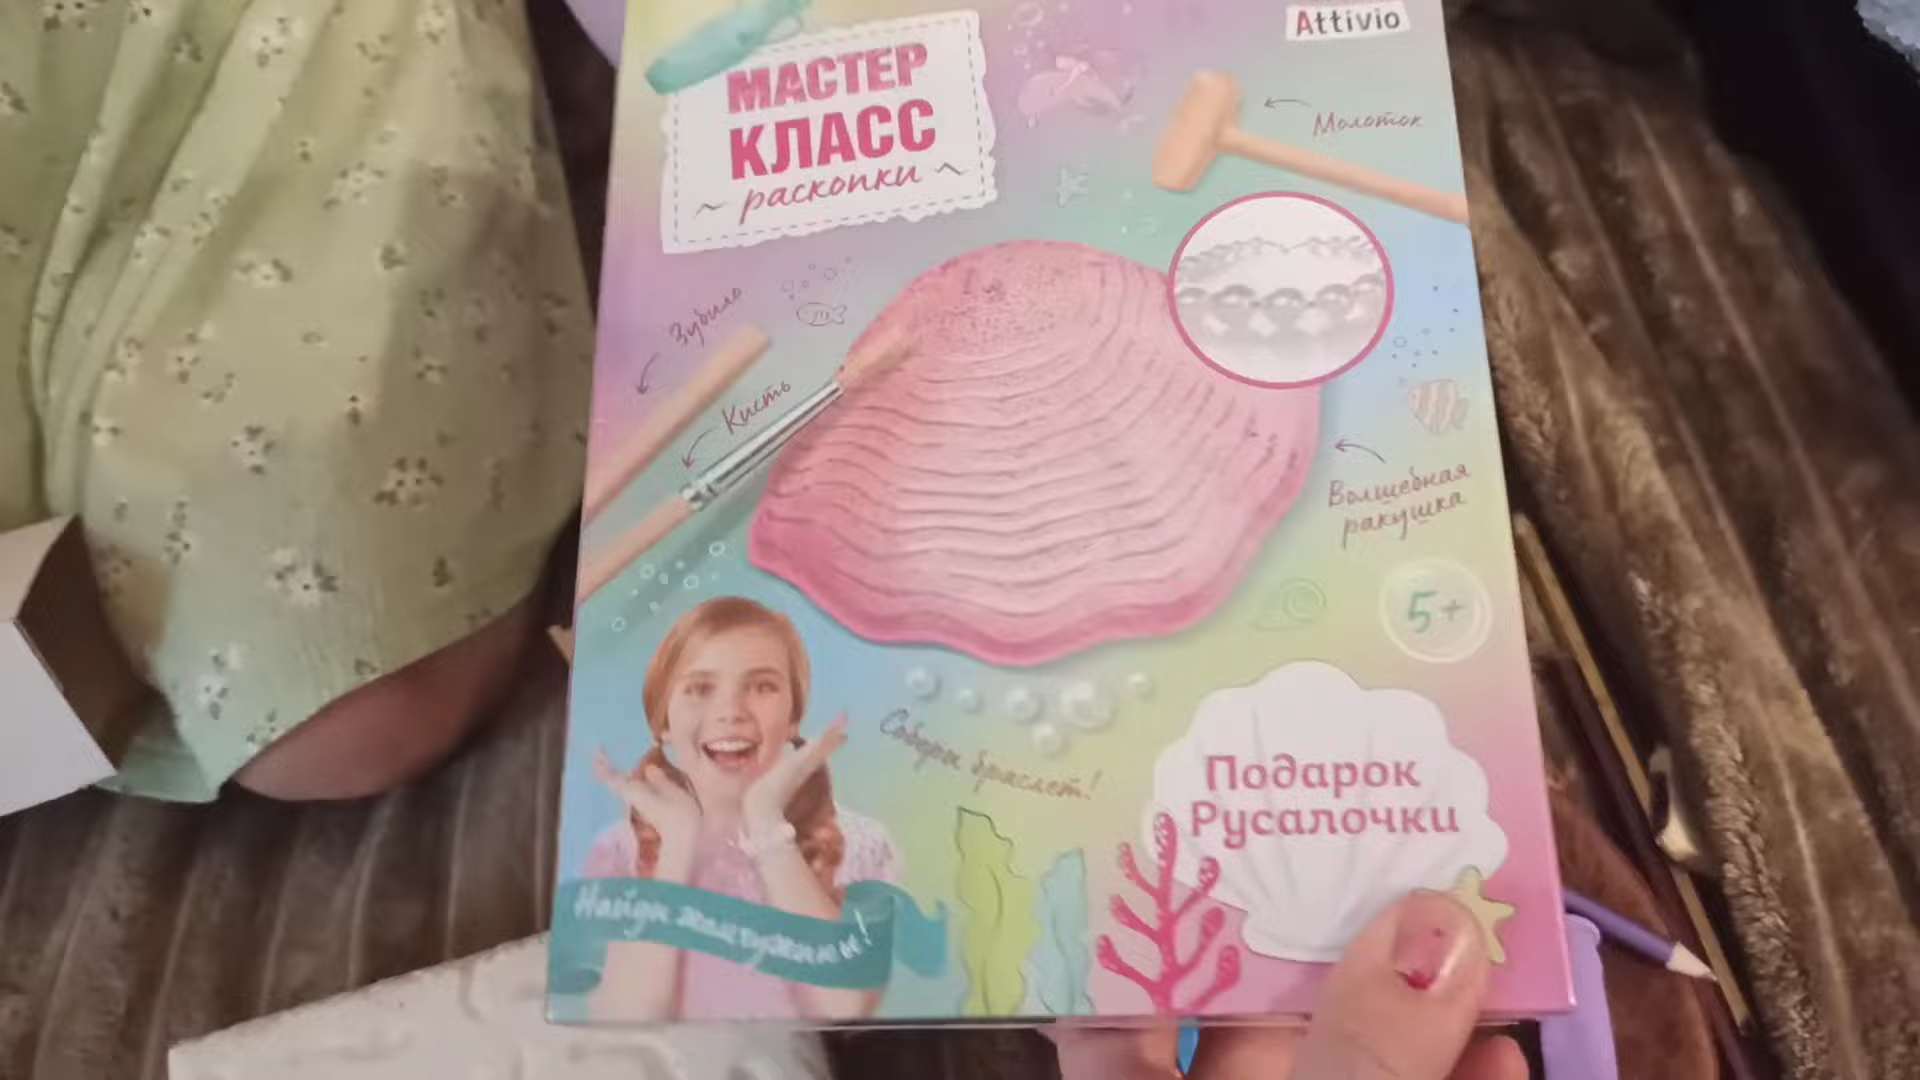 Attivio
МАСТЕР
КЛАСС
~ раскопки ~
Молоток
Зубило
Кисть
Волшебная
ракушка
5+
Собери браслет!
Подарок
Русалочки
Найди жемчужины!